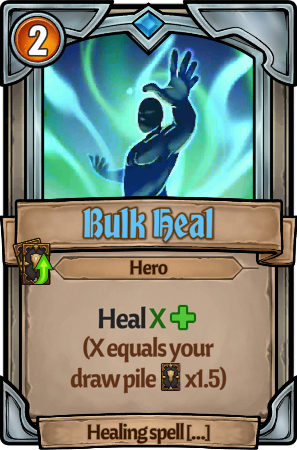 2
Bulk Heal
Hero
Heal X
(X equals your
draw pile x1.5)
Healing spell [...]